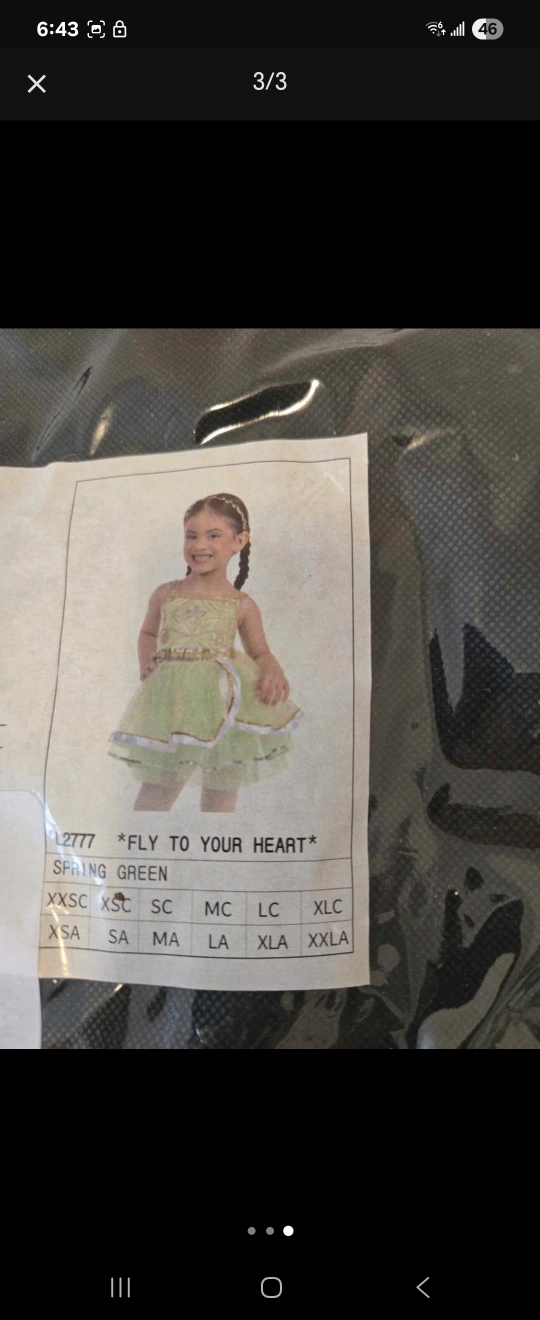 6:43
46
3/3
L2777 *FLY TO YOUR HEART*
SPRING GREEN
XXSC XSC SC MC LC XLC
XSA SA MA LA XLA XXLA